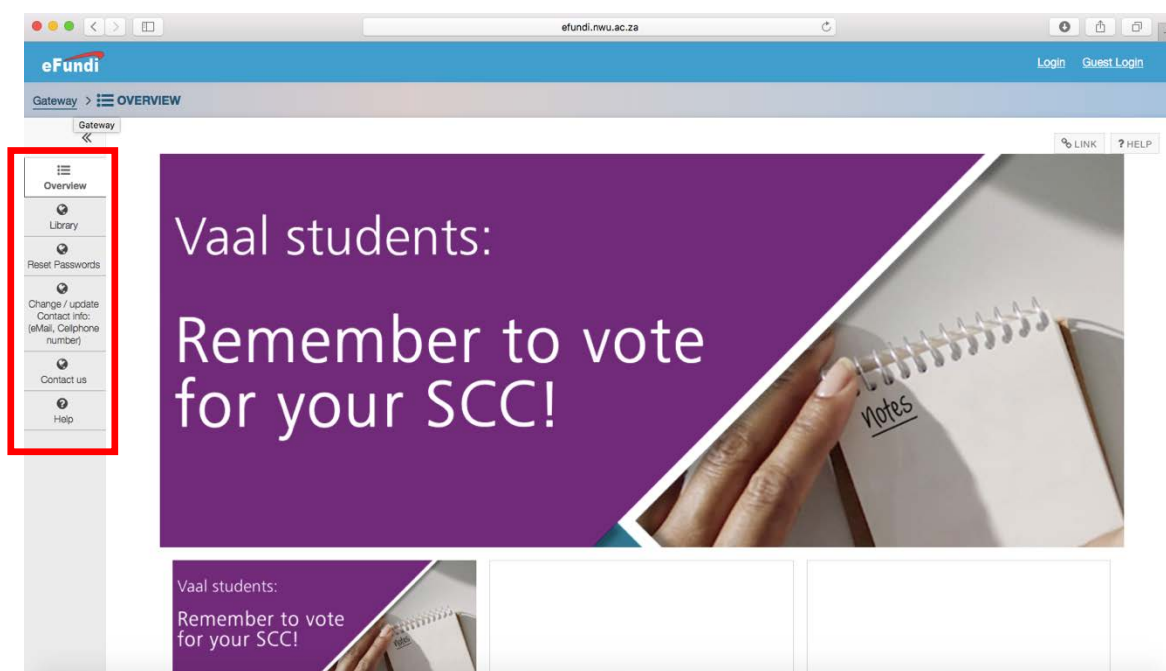 efundi.nwu.ac.za
eFundi
Login Guest Login
Gateway > OVERVIEW
Gateway
LINK ? HELP
Overview
Library
Reset Passwords
Change / update
Contact info:
(eMail, Cellphone
number)
Contact us
Help
Vaal students:
Remember to vote
for your SCC!
Notes
Vaal students:
Remember to vote
for your SCC!
Notes